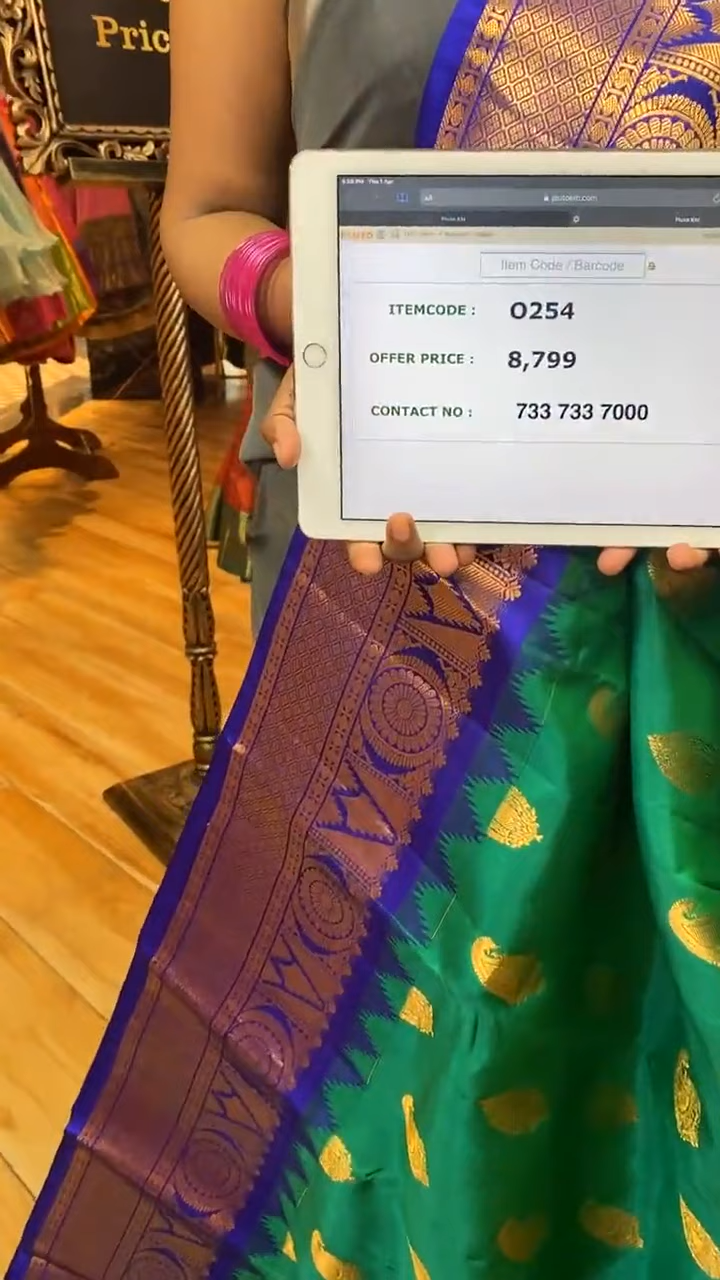 Pric
Item Code / Barcode
ITEMCODE : O254
OFFER PRICE : 8,799
CONTACT NO : 733 733 7000